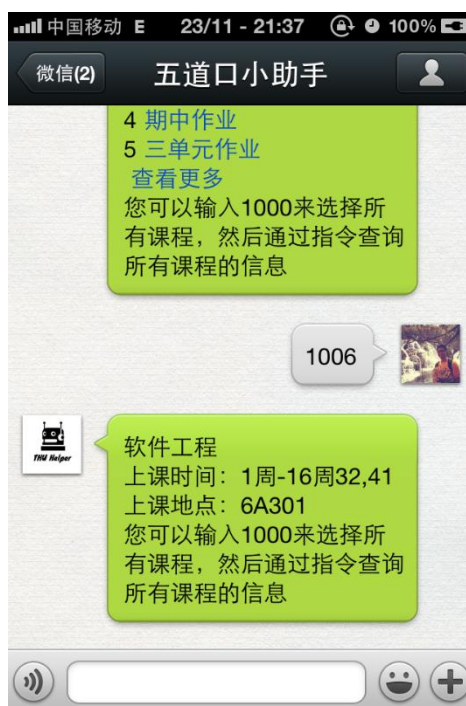 中国移动 E 23/11 - 21:37 100%
微信(2) 五道口小助手
4 期中作业
5 三单元作业
查看更多
您可以输入1000来选择所
有课程，然后通过指令查询
所有课程的信息
1006
THU Helper
软件工程
上课时间：1周-16周32,41
上课地点：6A301
您可以输入1000来选择所
有课程，然后通过指令查询
所有课程的信息